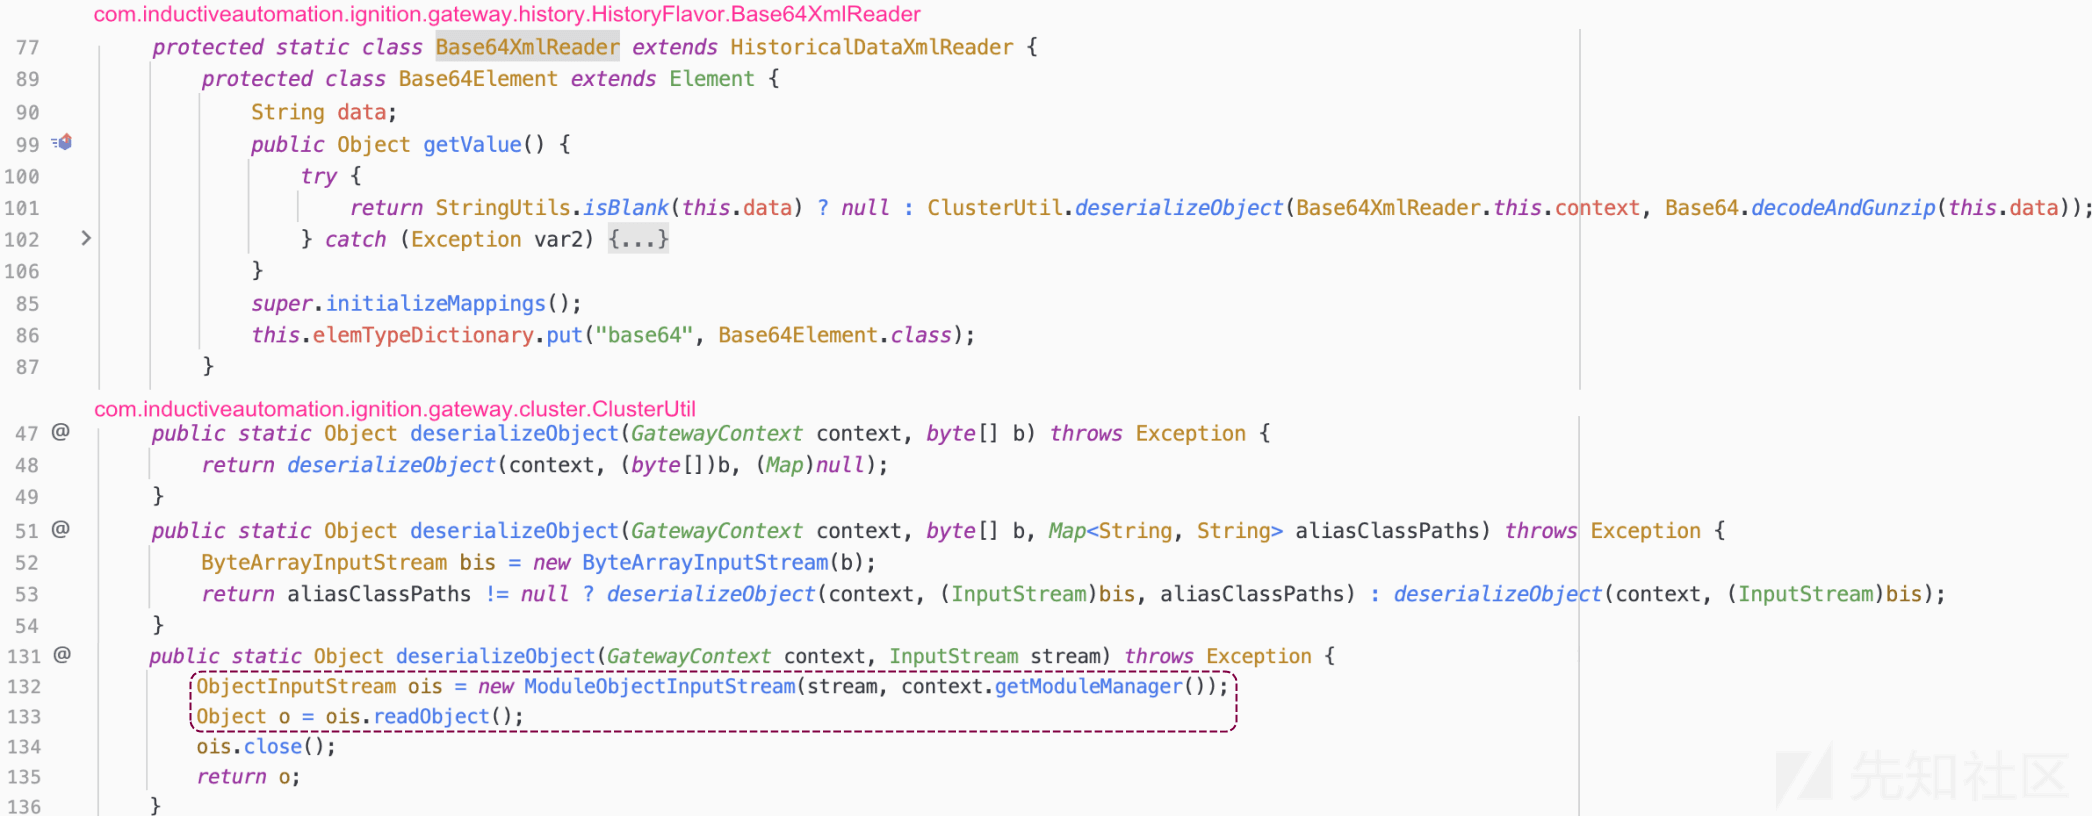 com.inductiveautomation.ignition.gateway.history.HistoryFlavor.Base64XmlReader
77 protected static class Base64XmlReader extends HistoricalDataXmlReader {
89 protected class Base64Element extends Element {
90 String data;
99 public Object getValue() {
100 try {
101 return StringUtils.isBlank(this.data) ? null : ClusterUtil.deserializeObject(Base64XmlReader.this.context, Base64.decodeAndGunzip(this.data));
102 } catch (Exception var2) {...}
106 }
85 super.initializeMappings();
86 this.elemTypeDictionary.put("base64", Base64Element.class);
87 }
com.inductiveautomation.ignition.gateway.cluster.ClusterUtil
47 @ public static Object deserializeObject(GatewayContext context, byte[] b) throws Exception {
48 return deserializeObject(context, (byte[])b, (Map)null);
49 }
51 @ public static Object deserializeObject(GatewayContext context, byte[] b, Map<String, String> aliasClassPaths) throws Exception {
52 ByteArrayInputStream bis = new ByteArrayInputStream(b);
53 return aliasClassPaths != null ? deserializeObject(context, (InputStream)bis, aliasClassPaths) : deserializeObject(context, (InputStream)bis);
54 }
131 @ public static Object deserializeObject(GatewayContext context, InputStream stream) throws Exception {
132 ObjectInputStream ois = new ModuleObjectInputStream(stream, context.getModuleManager());
133 Object o = ois.readObject();
134 ois.close();
135 return o;
136 }
先知社区